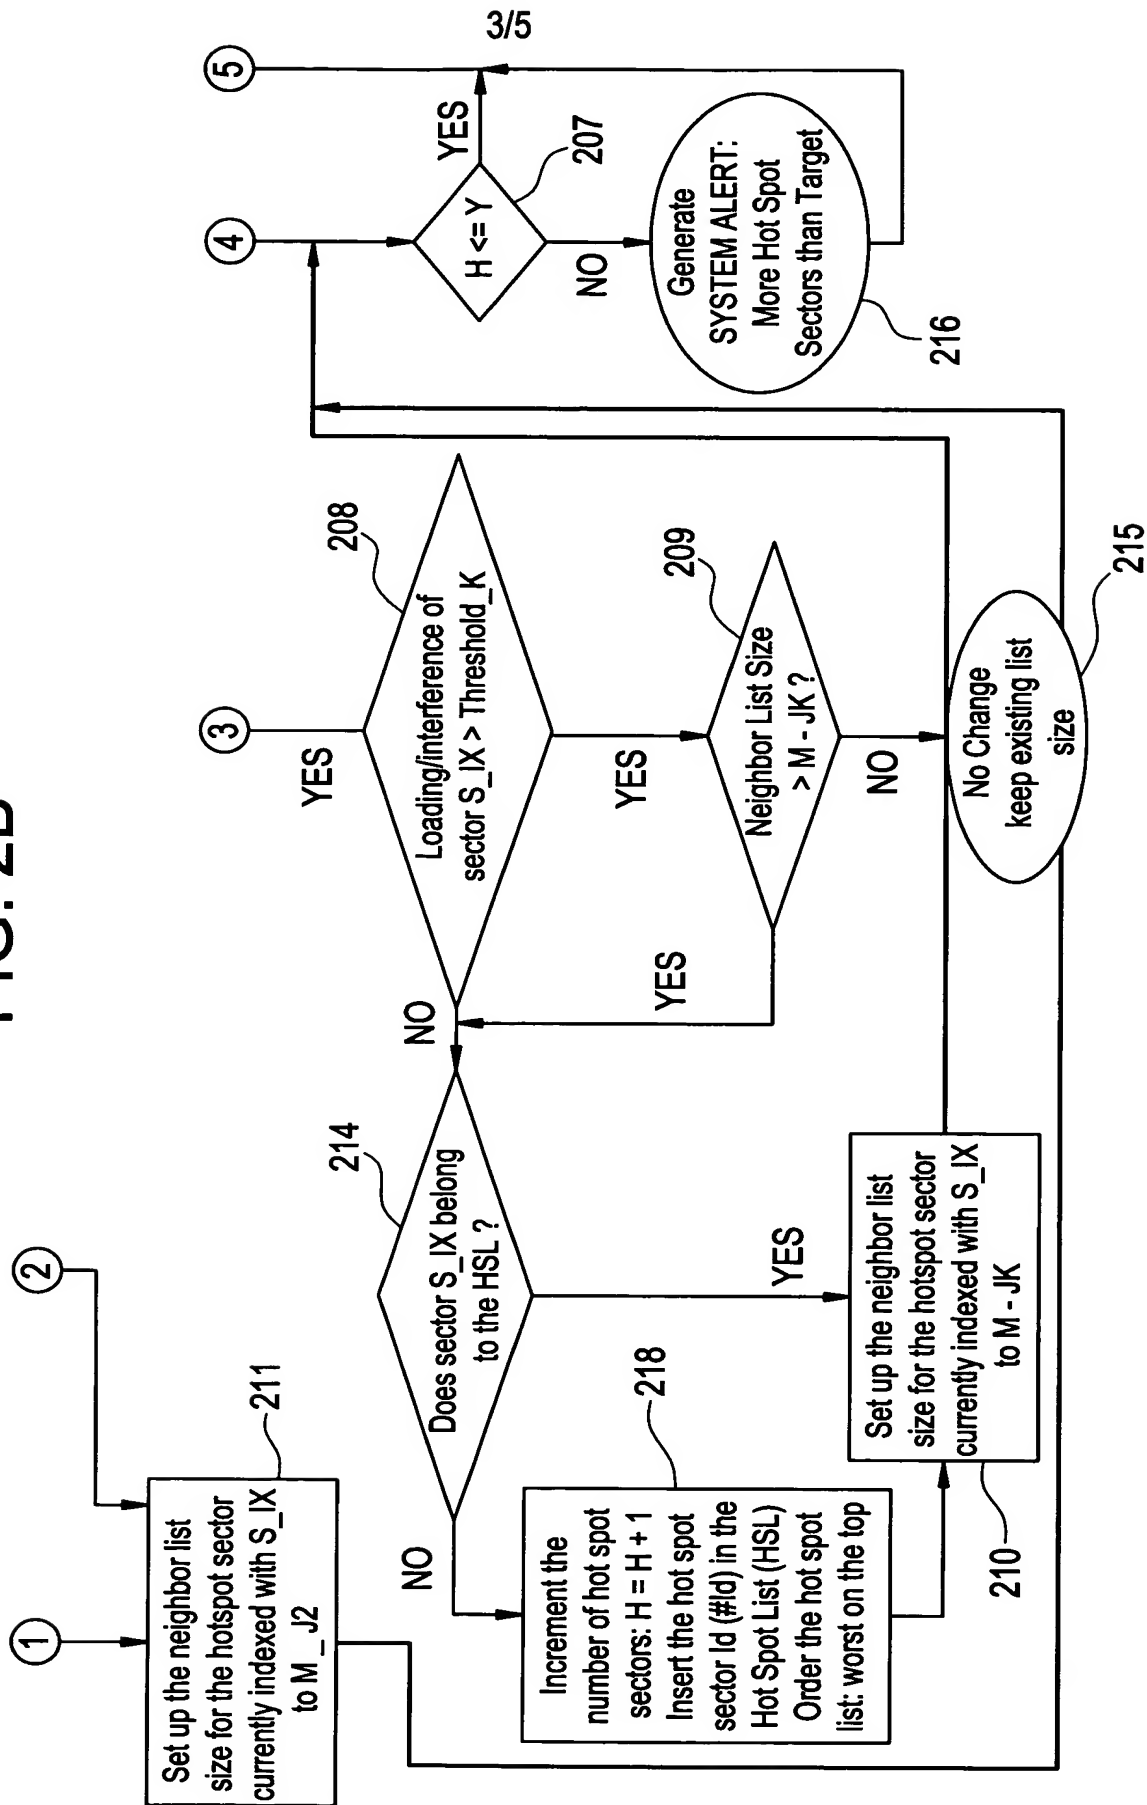 3/5
FIG. 2B
1
2
3
4
5
Set up the neighbor list
size for the hotspot sector
currently indexed with S_IX
to M_J2
211
Does sector S_IX belong
to the HSL ?
214
NO
YES
Increment the
number of hot spot
sectors: H = H + 1
Insert the hot spot
sector Id (#Id) in the
Hot Spot List (HSL)
Order the hot spot
list: worst on the top
218
Set up the neighbor list
size for the hotspot sector
currently indexed with S_IX
to M - JK
210
YES
Loading/interference of
sector S_IX > Threshold_K
208
NO
YES
Neighbor List Size
> M - JK ?
209
YES
NO
No Change
keep existing list
size
215
H <= Y
207
YES
NO
Generate
SYSTEM ALERT:
More Hot Spot
Sectors than Target
216